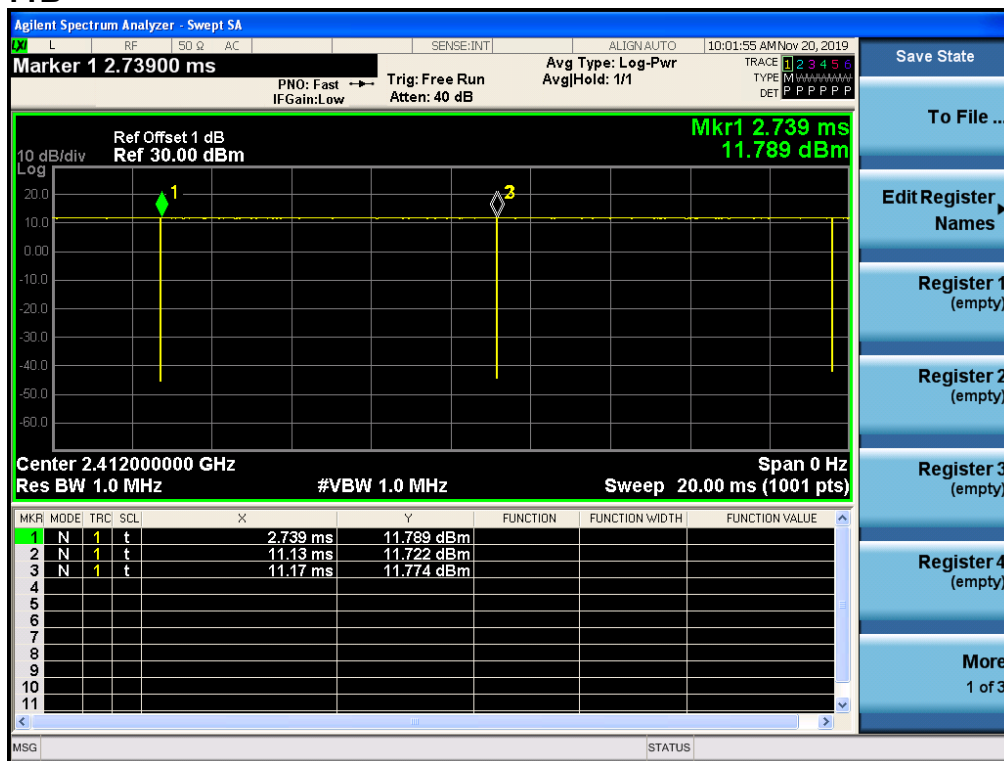 Agilent Spectrum Analyzer - Swept SA
LXI L RF 50 Ω AC SENSE:INT ALIGN AUTO 10:01:55 AM Nov 20, 2019
Marker 1 2.73900 ms
PNO: Fast
IFGain:Low
Trig: Free Run
Atten: 40 dB
Avg Type: Log-Pwr
Avg|Hold: 1/1
TRACE 1 2 3 4 5 6
TYPE M WWWWW
DET P P P P P P
Ref Offset 1 dB
10 dB/div Ref 30.00 dBm
Log
Mkr1 2.739 ms
11.789 dBm
20.0
10.0
0.00
-10.0
-20.0
-30.0
-40.0
-50.0
-60.0
1
Center 2.412000000 GHz Span 0 Hz
Res BW 1.0 MHz #VBW 1.0 MHz Sweep 20.00 ms (1001 pts)
MKR MODE TRC SCL X Y FUNCTION FUNCTION WIDTH FUNCTION VALUE
1 N 1 t 2.739 ms 11.789 dBm
2 N 1 t 11.13 ms 11.722 dBm
3 N 1 t 11.17 ms 11.774 dBm
4
5
6
7
8
9
10
11
MSG STATUS
Save State
To File ...
Edit Register
Names
Register 1
(empty)
Register 2
(empty)
Register 3
(empty)
Register 4
(empty)
More
1 of 3